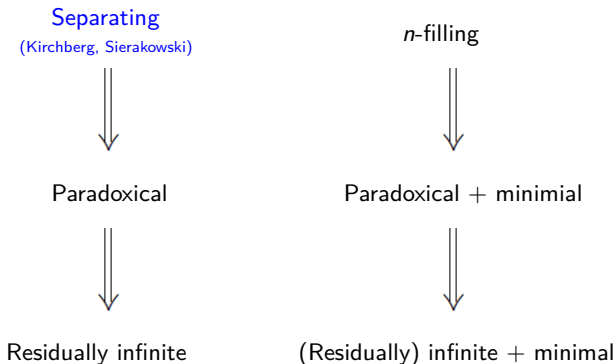 Separating
(Kirchberg, Sierakowski)
n-filling
Paradoxical
Paradoxical + minimial
Residually infinite
(Residually) infinite + minimal